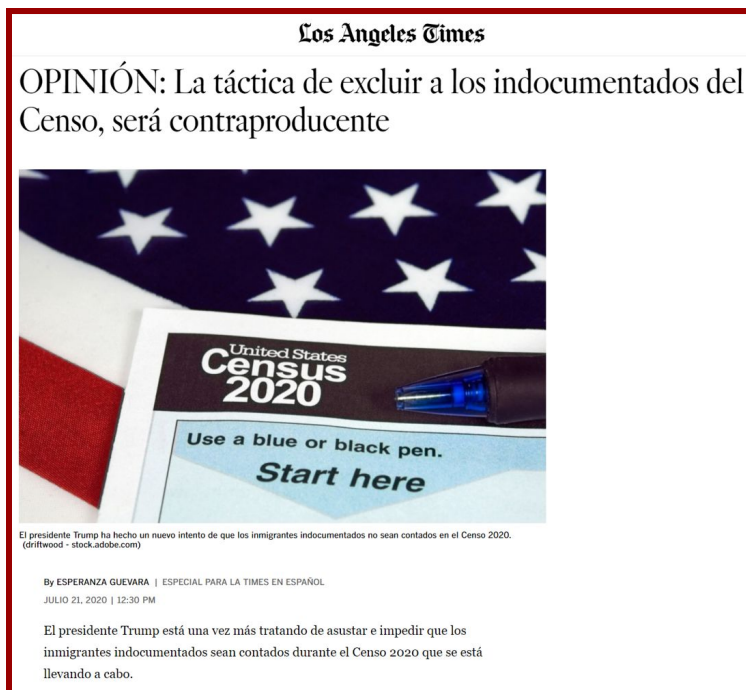 Los Angeles Times
OPINIÓN: La táctica de excluir a los indocumentados del
Censo, será contraproducente
United States
Census
2020
Use a blue or black pen.
Start here
El presidente Trump ha hecho un nuevo intento de que los inmigrantes indocumentados no sean contados en el Censo 2020.
(driftwood - stock.adobe.com)
By ESPERANZA GUEVARA | ESPECIAL PARA LA TIMES EN ESPAÑOL
JULIO 21, 2020 | 12:30 PM
El presidente Trump está una vez más tratando de asustar e impedir que los
inmigrantes indocumentados sean contados durante el Censo 2020 que se está
llevando a cabo.